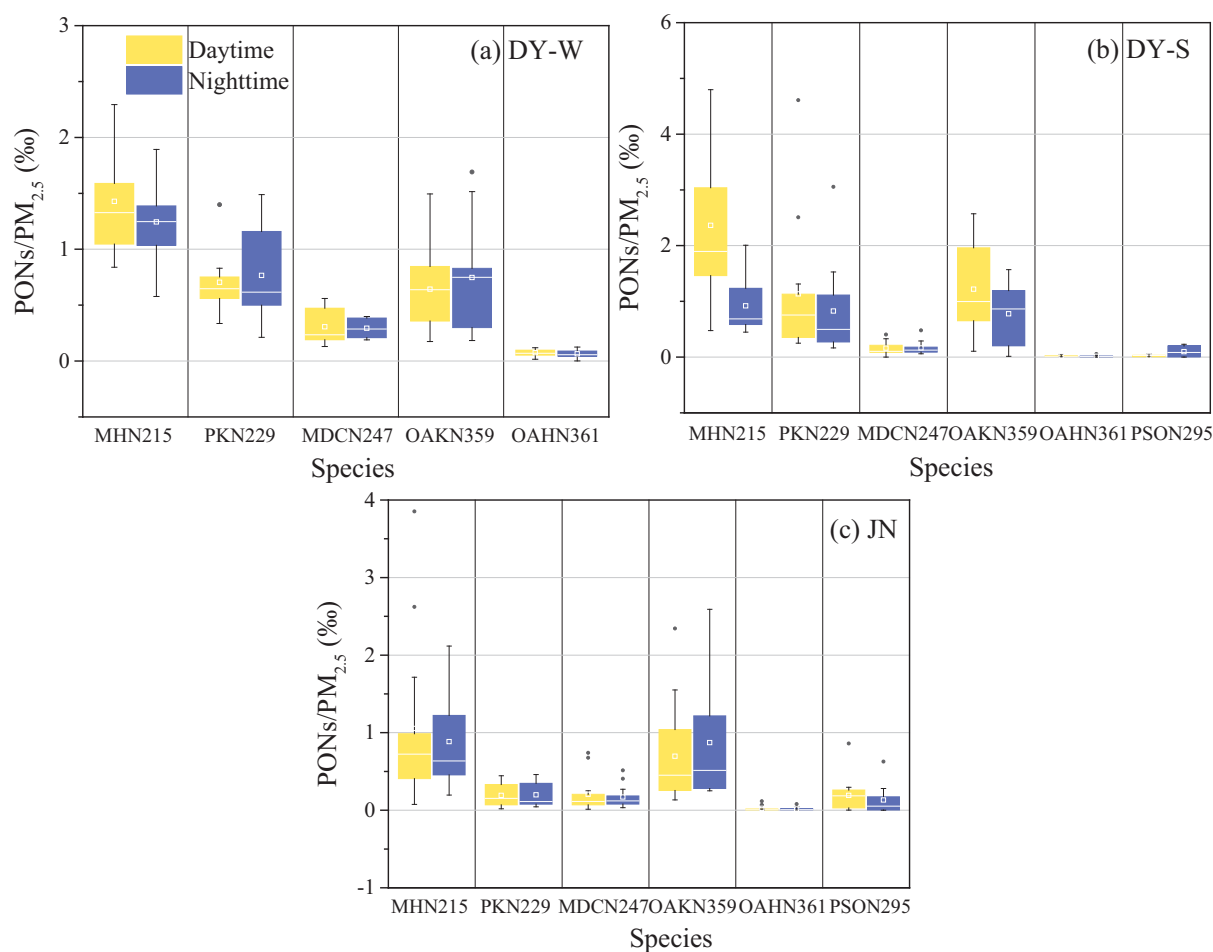 (a) DY-W
Daytime
Nighttime
PONs/PM2.5 (‰)
3
2
1
0
MHN215 PKN229 MDCN247 OAKN359 OAHN361
Species
(b) DY-S
PONs/PM2.5 (‰)
6
4
2
0
MHN215 PKN229 MDCN247 OAKN359 OAHN361 PSON295
Species
(c) JN
PONs/PM2.5 (‰)
4
3
2
1
0
-1
MHN215 PKN229 MDCN247 OAKN359 OAHN361 PSON295
Species